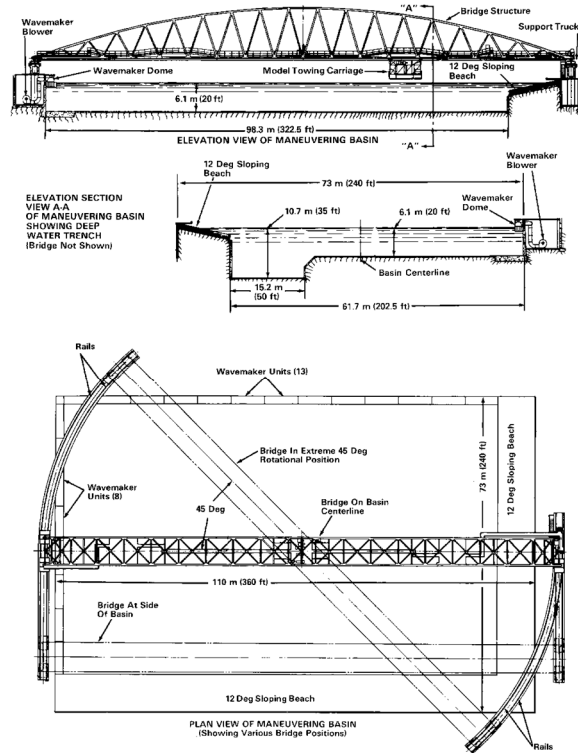 "A"
Bridge Structure
Wavemaker
Blower
Support Truck
Wavemaker Dome
Model Towing Carriage
12 Deg Sloping
Beach
6.1 m (20 ft)
98.3 m (322.5 ft)
ELEVATION VIEW OF MANEUVERING BASIN
"A"
ELEVATION SECTION
VIEW A-A
OF MANEUVERING BASIN
SHOWING DEEP
WATER TRENCH
(Bridge Not Shown)
12 Deg Sloping
Beach
73 m (240 ft)
Wavemaker
Blower
Wavemaker
Dome
10.7 m (35 ft)
6.1 m (20 ft)
Basin Centerline
15.2 m
(50 ft)
61.7 m (202.5 ft)
Rails
Wavemaker Units (13)
Bridge In Extreme 45 Deg
Rotational Position
73 m (240 ft)
12 Deg Sloping Beach
Wavemaker
Units (8)
45 Deg
Bridge On Basin
Centerline
110 m (360 ft)
Bridge At Side
Of Basin
12 Deg Sloping Beach
PLAN VIEW OF MANEUVERING BASIN
(Showing Various Bridge Positions)
Rails